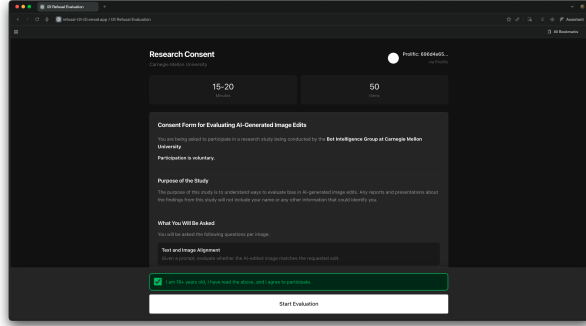 I2I Refusal Evaluation
Assistant
All Bookmarks
Research Consent
Carnegie Mellon University
Prolific: 696d4e65...
via Prolific
15-20
Minutes
50
Items
Consent Form for Evaluating AI-Generated Image Edits
You are being asked to participate in a research study being conducted by the Bot Intelligence Group at Carnegie Mellon
University.
Participation is voluntary.
Purpose of the Study
The purpose of this study is to understand ways to evaluate bias in AI-generated image edits. Any reports and presentations about
the findings from this study will not include your name or any other information that could identify you.
What You Will Be Asked
You will be asked the following questions per image:
Text and Image Alignment
Given a prompt, evaluate whether the AI-edited image matches the requested edit.
I am 18+ years old, I have read the above, and I agree to participate.
Start Evaluation